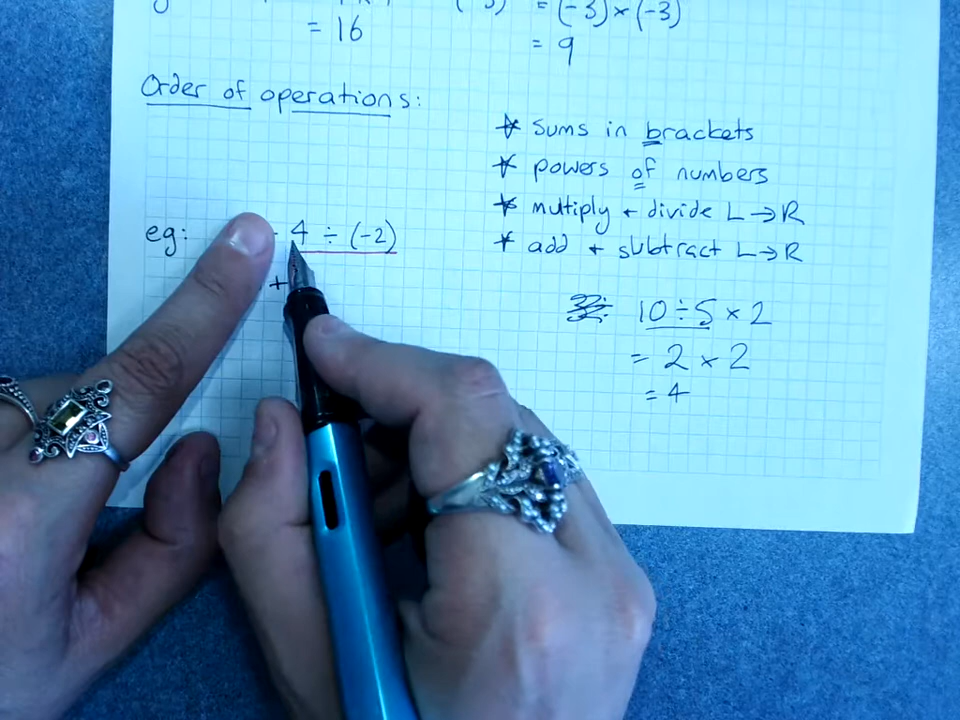 = (-3) × (-3)
= 16
= 9
Order of operations:
* sums in brackets
* powers of numbers
* multiply + divide L → R
* add + subtract L → R
eg: - 4 ÷ (-2)
+
10 ÷ 5 × 2
= 2 × 2
= 4